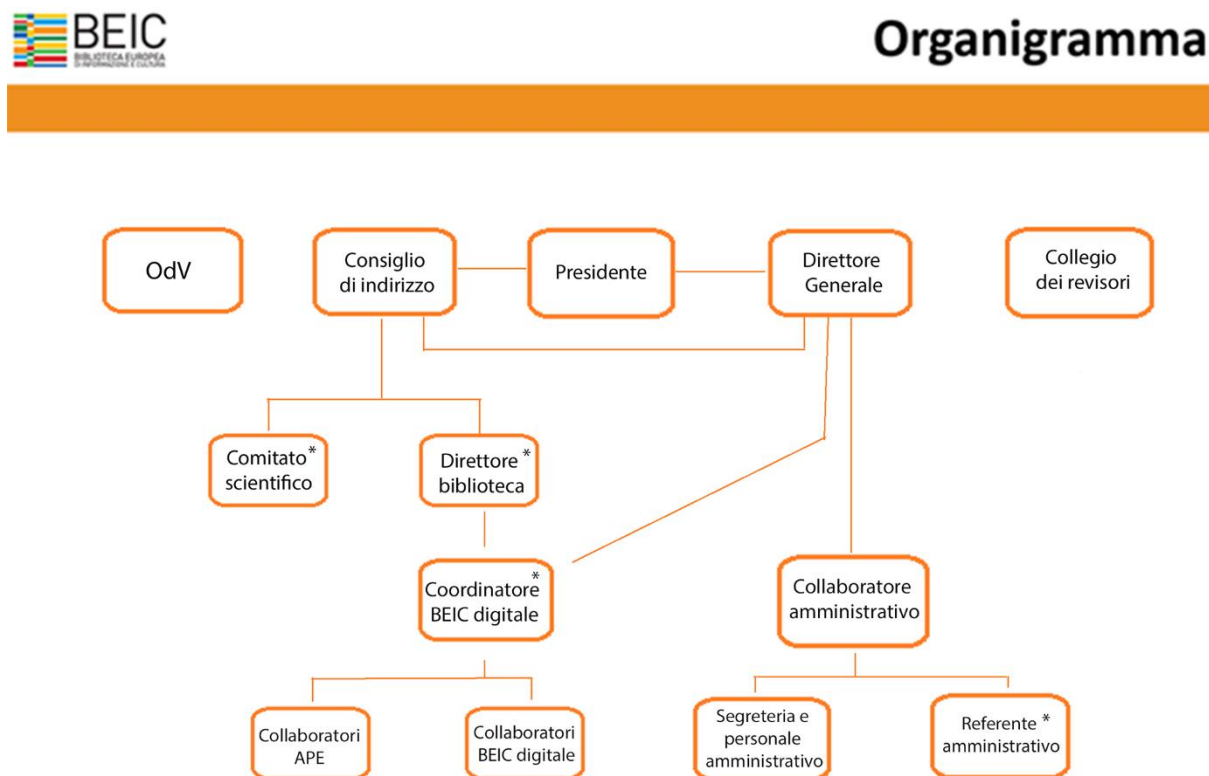 BEIC
BIBLIOTECA EUROPEA
DI INFORMAZIONE E CULTURA
Organigramma
OdV
Consiglio
di indirizzo
Presidente
Direttore
Generale
Collegio
dei revisori
Comitato*
scientifico
Direttore*
biblioteca
Coordinatore*
BEIC digitale
Collaboratore
amministrativo
Collaboratori
APE
Collaboratori
BEIC digitale
Segreteria e
personale
amministrativo
Referente *
amministrativo